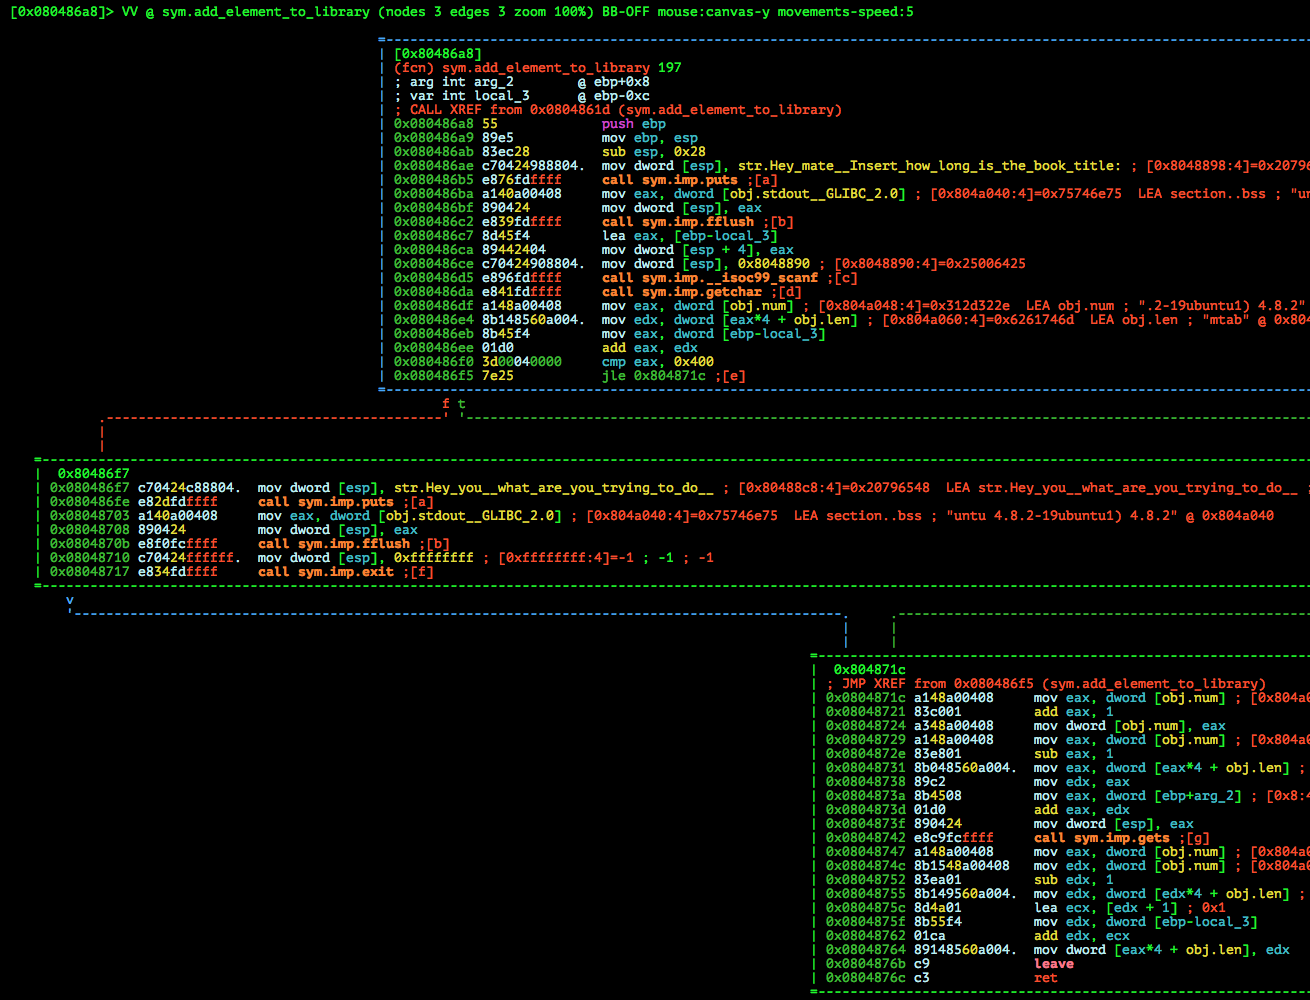 [0x080486a8]> VV @ sym.add_element_to_library (nodes 3 edges 3 zoom 100%) BB-OFF mouse:canvas-y movements-speed:5
[0x80486a8]
(fcn) sym.add_element_to_library 197
; arg int arg_2 @ ebp+0x8
; var int local_3 @ ebp-0xc
; CALL XREF from 0x0804861d (sym.add_element_to_library)
0x080486a8 55 push ebp
0x080486a9 89e5 mov ebp, esp
0x080486ab 83ec28 sub esp, 0x28
0x080486ae c70424988804. mov dword [esp], str.Hey_mate__Insert_how_long_is_the_book_title: ; [0x8048898:4]=0x20796
0x080486b5 e876fdffff call sym.imp.puts ;[a]
0x080486ba a140a00408 mov eax, dword [obj.stdout__GLIBC_2.0] ; [0x804a040:4]=0x75746e75 LEA section..bss ; "un
0x080486bf 890424 mov dword [esp], eax
0x080486c2 e839fdffff call sym.imp.fflush ;[b]
0x080486c7 8d45f4 lea eax, [ebp-local_3]
0x080486ca 89442404 mov dword [esp + 4], eax
0x080486ce c70424908804. mov dword [esp], 0x8048890 ; [0x8048890:4]=0x25006425
0x080486d5 e896fdffff call sym.imp.__isoc99_scanf ;[c]
0x080486da e841fdffff call sym.imp.getchar ;[d]
0x080486df a148a00408 mov eax, dword [obj.num] ; [0x804a048:4]=0x312d322e LEA obj.num ; ".2-19ubuntu1) 4.8.2"
0x080486e4 8b148560a004. mov edx, dword [eax*4 + obj.len] ; [0x804a060:4]=0x6261746d LEA obj.len ; "mtab" @ 0x804
0x080486eb 8b45f4 mov eax, dword [ebp-local_3]
0x080486ee 01d0 add eax, edx
0x080486f0 3d00040000 cmp eax, 0x400
0x080486f5 7e25 jle 0x804871c ;[e]
f t
0x80486f7
0x080486f7 c70424c88804. mov dword [esp], str.Hey_you__what_are_you_trying_to_do__ ; [0x80488c8:4]=0x20796548 LEA str.Hey_you__what_are_you_trying_to_do__ ;
0x080486fe e82dfdffff call sym.imp.puts ;[a]
0x08048703 a140a00408 mov eax, dword [obj.stdout__GLIBC_2.0] ; [0x804a040:4]=0x75746e75 LEA section..bss ; "untu 4.8.2-19ubuntu1) 4.8.2" @ 0x804a040
0x08048708 890424 mov dword [esp], eax
0x0804870b e8f0fcffff call sym.imp.fflush ;[b]
0x08048710 c70424ffffff. mov dword [esp], 0xffffffff ; [0xffffffff:4]=-1 ; -1 ; -1
0x08048717 e834fdffff call sym.imp.exit ;[f]
v
0x804871c
; JMP XREF from 0x080486f5 (sym.add_element_to_library)
0x0804871c a148a00408 mov eax, dword [obj.num] ; [0x804a0
0x08048721 83c001 add eax, 1
0x08048724 a348a00408 mov dword [obj.num], eax
0x08048729 a148a00408 mov eax, dword [obj.num] ; [0x804a0
0x0804872e 83e801 sub eax, 1
0x08048731 8b048560a004. mov eax, dword [eax*4 + obj.len] ;
0x08048738 89c2 mov edx, eax
0x0804873a 8b4508 mov eax, dword [ebp+arg_2] ; [0x8:4
0x0804873d 01d0 add eax, edx
0x0804873f 890424 mov dword [esp], eax
0x08048742 e8c9fcffff call sym.imp.gets ;[g]
0x08048747 a148a00408 mov eax, dword [obj.num] ; [0x804a0
0x0804874c 8b1548a00408 mov edx, dword [obj.num] ; [0x804a0
0x08048752 83ea01 sub edx, 1
0x08048755 8b149560a004. mov edx, dword [edx*4 + obj.len] ;
0x0804875c 8d4a01 lea ecx, [edx + 1] ; 0x1
0x0804875f 8b55f4 mov edx, dword [ebp-local_3]
0x08048762 01ca add edx, ecx
0x08048764 89148560a004. mov dword [eax*4 + obj.len], edx
0x0804876b c9 leave
0x0804876c c3 ret